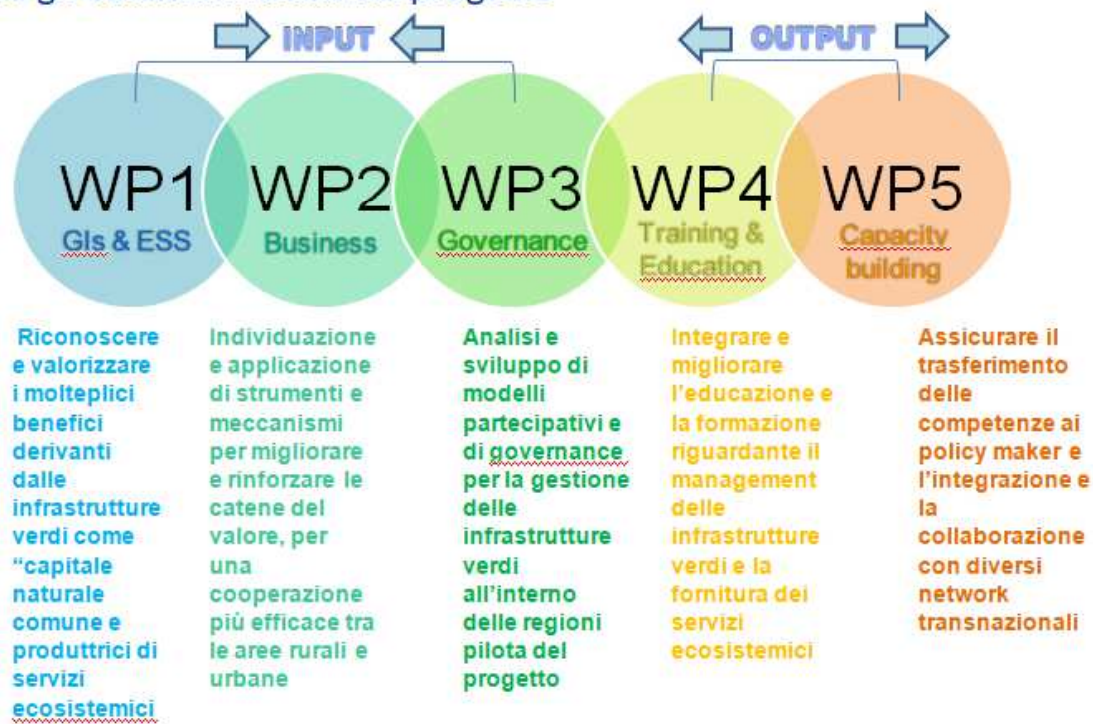 INPUT
OUTPUT
WP1
GIs & ESS
WP2
Business
WP3
Governance
WP4
Training &
Education
WP5
Capacity
building
Riconoscere
e valorizzare
i molteplici
benefici
derivanti
dalle
infrastrutture
verdi come
“capitale
naturale
comune e
produttrici di
servizi
ecosistemici
Individuazione
e applicazione
di strumenti e
meccanismi
per migliorare
e rinforzare le
catene del
valore, per
una
cooperazione
più efficace tra
le aree rurali e
urbane
Analisi e
sviluppo di
modelli
partecipativi e
di governance
per la gestione
delle
infrastrutture
verdi
all’interno
delle regioni
pilota del
progetto
Integrare e
migliorare
l’educazione e
la formazione
riguardante il
management
delle
infrastrutture
verdi e la
fornitura dei
servizi
ecosistemici
Assicurare il
trasferimento
delle
competenze ai
policy maker e
l’integrazione e
la
collaborazione
con diversi
network
transnazionali